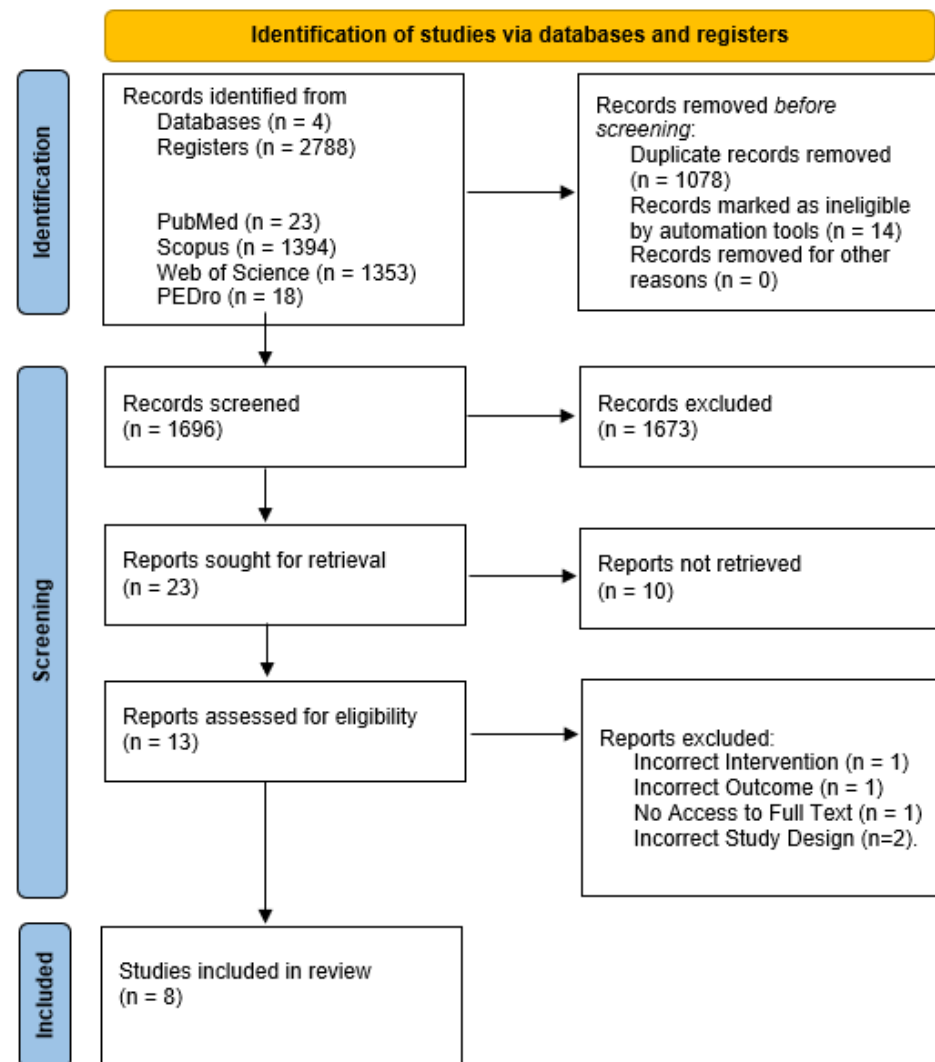 Identification of studies via databases and registers
Identification
Records identified from
Databases (n = 4)
Registers (n = 2788)
PubMed (n = 23)
Scopus (n = 1394)
Web of Science (n = 1353)
PEDro (n = 18)
Records removed before
screening:
Duplicate records removed
(n = 1078)
Records marked as ineligible
by automation tools (n = 14)
Records removed for other
reasons (n = 0)
Screening
Records screened
(n = 1696)
Records excluded
(n = 1673)
Reports sought for retrieval
(n = 23)
Reports not retrieved
(n = 10)
Reports assessed for eligibility
(n = 13)
Reports excluded:
Incorrect Intervention (n = 1)
Incorrect Outcome (n = 1)
No Access to Full Text (n = 1)
Incorrect Study Design (n=2).
Included
Studies included in review
(n = 8)